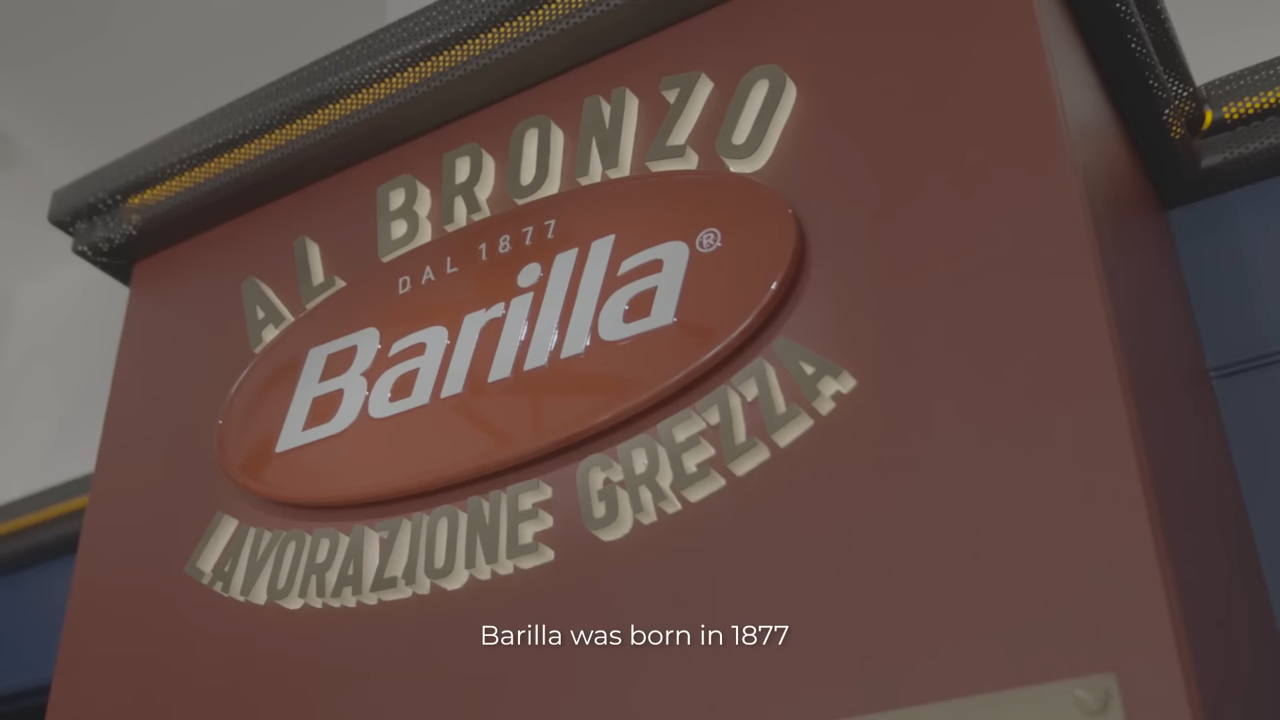 AL BRONZO
DAL 1877
Barilla®
LAVORAZIONE GREZZA
Barilla was born in 1877